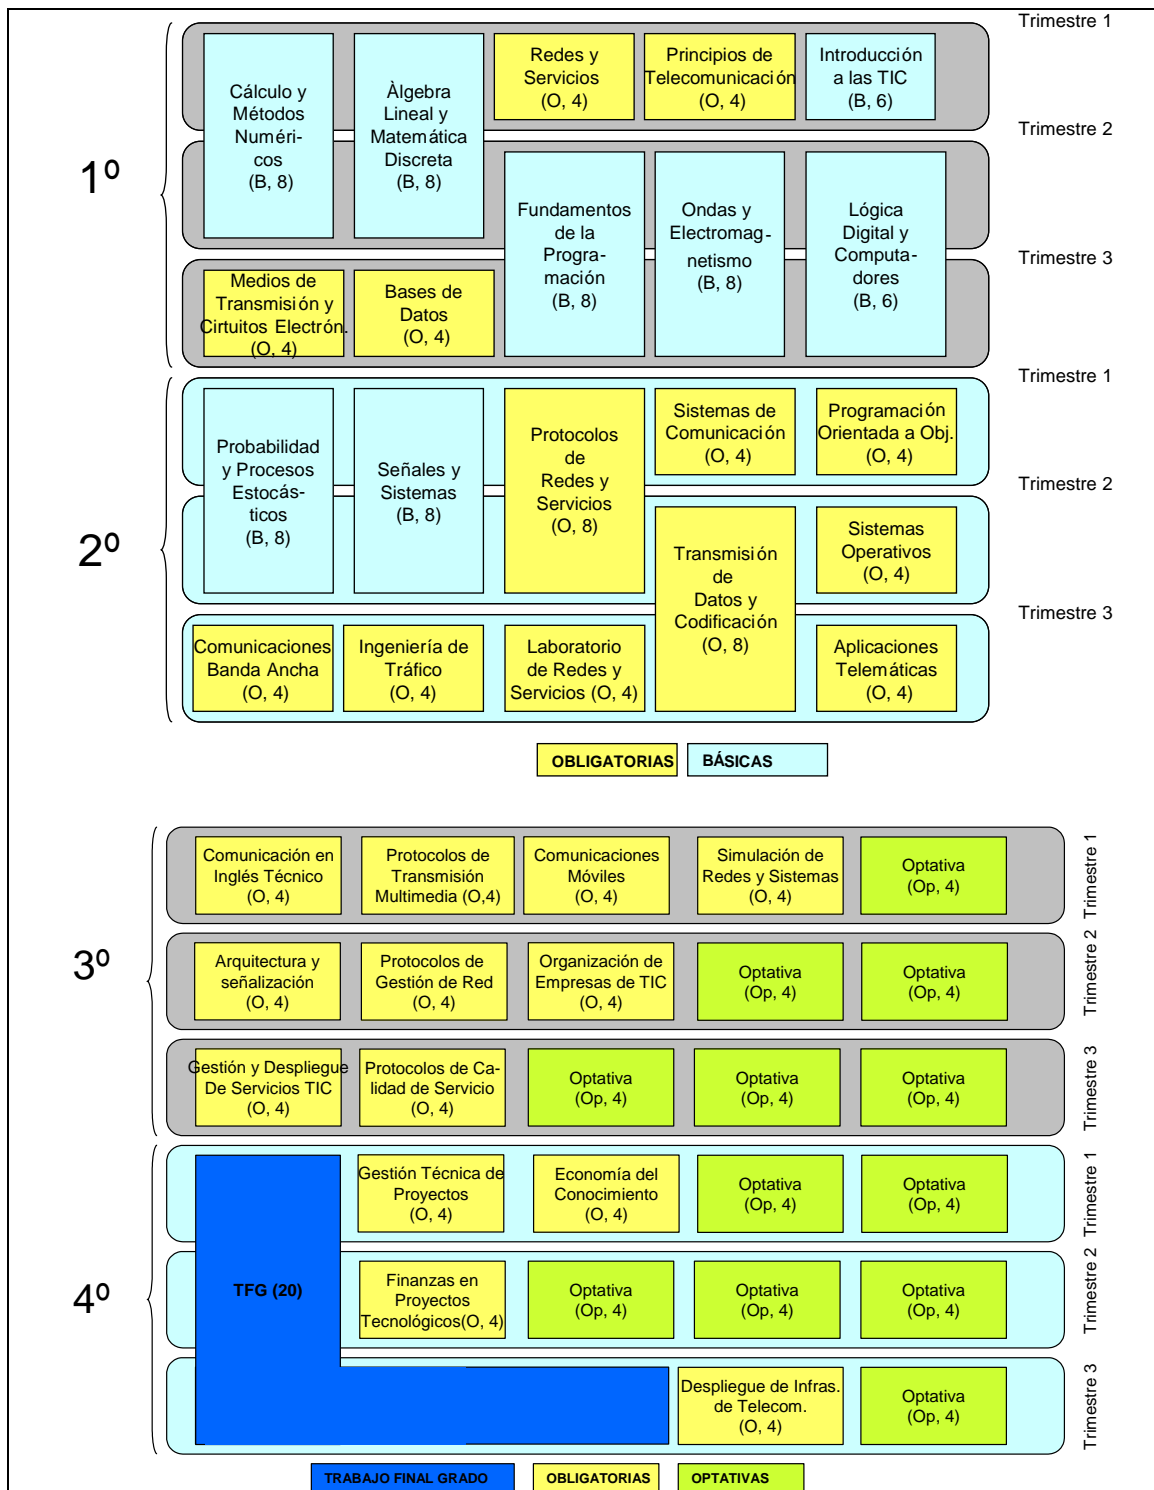 Trimestre 1
Cálculo y
Métodos
Numéri-
cos
(B, 8)
Àlgebra
Lineal y
Matemática
Discreta
(B, 8)
Redes y
Servicios
(O, 4)
Principios de
Telecomunicación
(O, 4)
Introducción
a las TIC
(B, 6)
Trimestre 2
1º
Fundamentos
de la
Progra-
mación
(B, 8)
Ondas y
Electromag-
netismo
(B, 8)
Lógica
Digital y
Computa-
dores
(B, 6)
Trimestre 3
Medios de
Transmisión y
Cirtuitos Electrón.
(O, 4)
Bases de
Datos
(O, 4)
Trimestre 1
Probabilidad
y Procesos
Estocás-
ticos
(B, 8)
Señales y
Sistemas
(B, 8)
Protocolos
de
Redes y
Servicios
(O, 8)
Sistemas de
Comunicación
(O, 4)
Programación
Orientada a Obj.
(O, 4)
Trimestre 2
2º
Transmisión
de
Datos y
Codificación
(O, 8)
Sistemas
Operativos
(O, 4)
Trimestre 3
Comunicaciones
Banda Ancha
(O, 4)
Ingeniería de
Tráfico
(O, 4)
Laboratorio
de Redes y
Servicios (O, 4)
Aplicaciones
Telemáticas
(O, 4)
OBLIGATORIAS
BÁSICAS
3º
Comunicación en
Inglés Técnico
(O, 4)
Protocolos de
Transmisión
Multimedia (O,4)
Comunicaciones
Móviles
(O, 4)
Simulación de
Redes y Sistemas
(O, 4)
Optativa
(Op, 4)
Trimestre 1
Arquitectura y
señalización
(O, 4)
Protocolos de
Gestión de Red
(O, 4)
Organización de
Empresas de TIC
(O, 4)
Optativa
(Op, 4)
Optativa
(Op, 4)
Trimestre 2
Gestión y Despliegue
De Servicios TIC
(O, 4)
Protocolos de Ca-
lidad de Servicio
(O, 4)
Optativa
(Op, 4)
Optativa
(Op, 4)
Optativa
(Op, 4)
Trimestre 3
4º
TFG (20)
Gestión Técnica de
Proyectos
(O, 4)
Economía del
Conocimiento
(O, 4)
Optativa
(Op, 4)
Optativa
(Op, 4)
Trimestre 1
Finanzas en
Proyectos
Tecnológicos(O, 4)
Optativa
(Op, 4)
Optativa
(Op, 4)
Optativa
(Op, 4)
Trimestre 2
Despliegue de Infras.
de Telecom.
(O, 4)
Optativa
(Op, 4)
Trimestre 3
TRABAJO FINAL GRADO
OBLIGATORIAS
OPTATIVAS